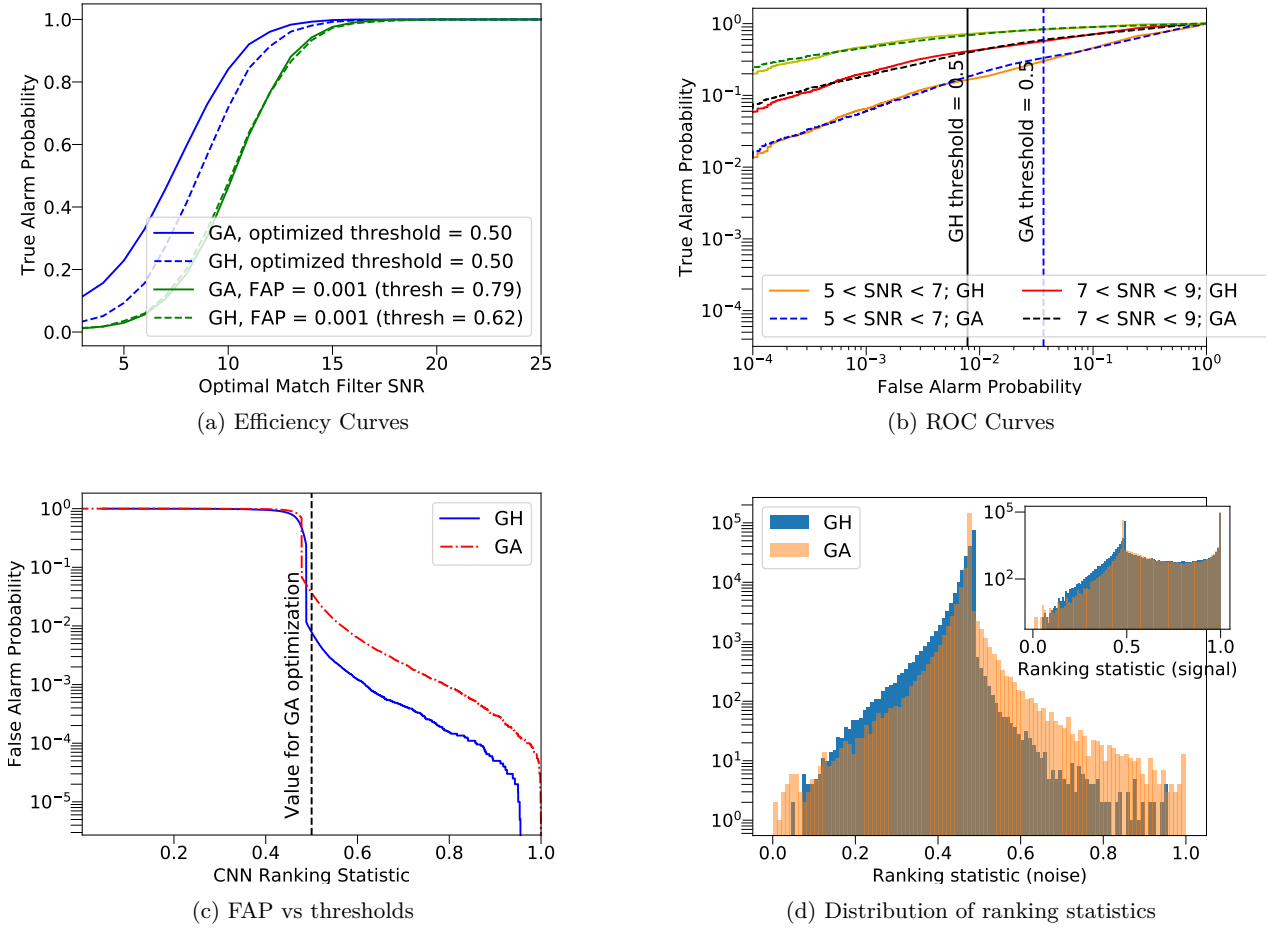 True Alarm Probability
1.0
0.8
0.6
0.4
0.2
0.0
GA, optimized threshold = 0.50
GH, optimized threshold = 0.50
GA, FAP = 0.001 (thresh = 0.79)
GH, FAP = 0.001 (thresh = 0.62)
5 10 15 20 25
Optimal Match Filter SNR
(a) Efficiency Curves
True Alarm Probability
10^0
10^-1
10^-2
10^-3
10^-4
GH threshold = 0.5
GA threshold = 0.5
5 < SNR < 7; GH 7 < SNR < 9; GH
5 < SNR < 7; GA 7 < SNR < 9; GA
10^-4 10^-3 10^-2 10^-1 10^0
False Alarm Probability
(b) ROC Curves
False Alarm Probability
10^0
10^-1
10^-2
10^-3
10^-4
10^-5
GH
GA
Value for GA optimization
0.2 0.4 0.6 0.8 1.0
CNN Ranking Statistic
(c) FAP vs thresholds
10^5
10^4
10^3
10^2
10^1
10^0
GH
GA
10^5
10^2
0.0 0.5 1.0
Ranking statistic (signal)
0.0 0.2 0.4 0.6 0.8 1.0
Ranking statistic (noise)
(d) Distribution of ranking statistics